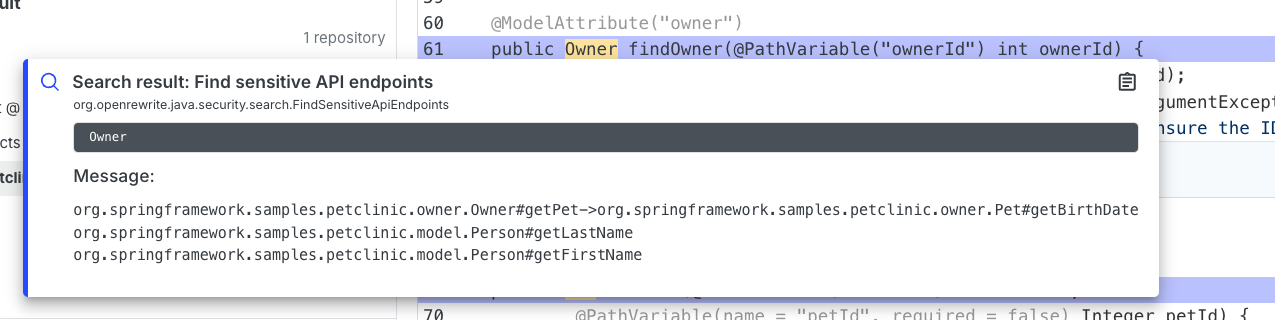 1 repository
60 @ModelAttribute("owner")
61 public Owner findOwner(@PathVariable("ownerId") int ownerId) {
d);
gumentExcept
nsure the ID
t @
cts
Search result: Find sensitive API endpoints
org.openrewrite.java.security.search.FindSensitiveApiEndpoints
Owner
Message:
org.springframework.samples.petclinic.owner.Owner#getPet->org.springframework.samples.petclinic.owner.Pet#getBirthDate
org.springframework.samples.petclinic.model.Person#getLastName
org.springframework.samples.petclinic.model.Person#getFirstName
70 @PathVariable(name = "petId", required = false) Integer petId) {